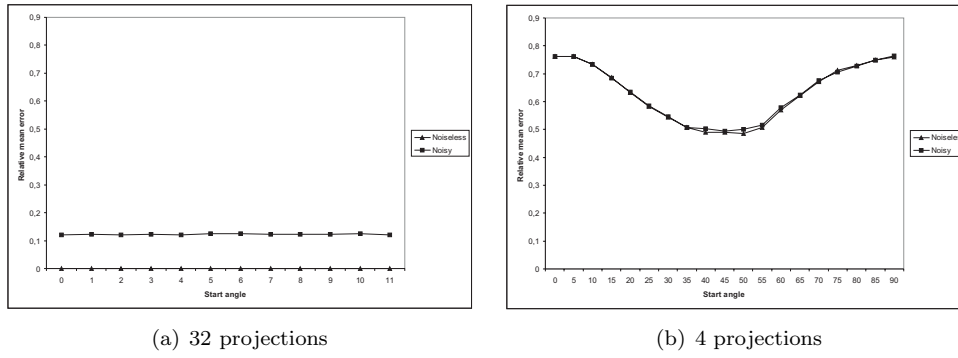 0,9
0,8
0,7
0,6
0,5
0,4
0,3
0,2
0,1
0
Relative mean error
0 1 2 3 4 5 6 7 8 9 10 11
Start angle
Noiseless
Noisy
(a) 32 projections
0,9
0,8
0,7
0,6
0,5
0,4
0,3
0,2
0,1
0
Relative mean error
0 5 10 15 20 25 30 35 40 45 50 55 60 65 70 75 80 85 90
Start angle
Noiseless
Noisy
(b) 4 projections